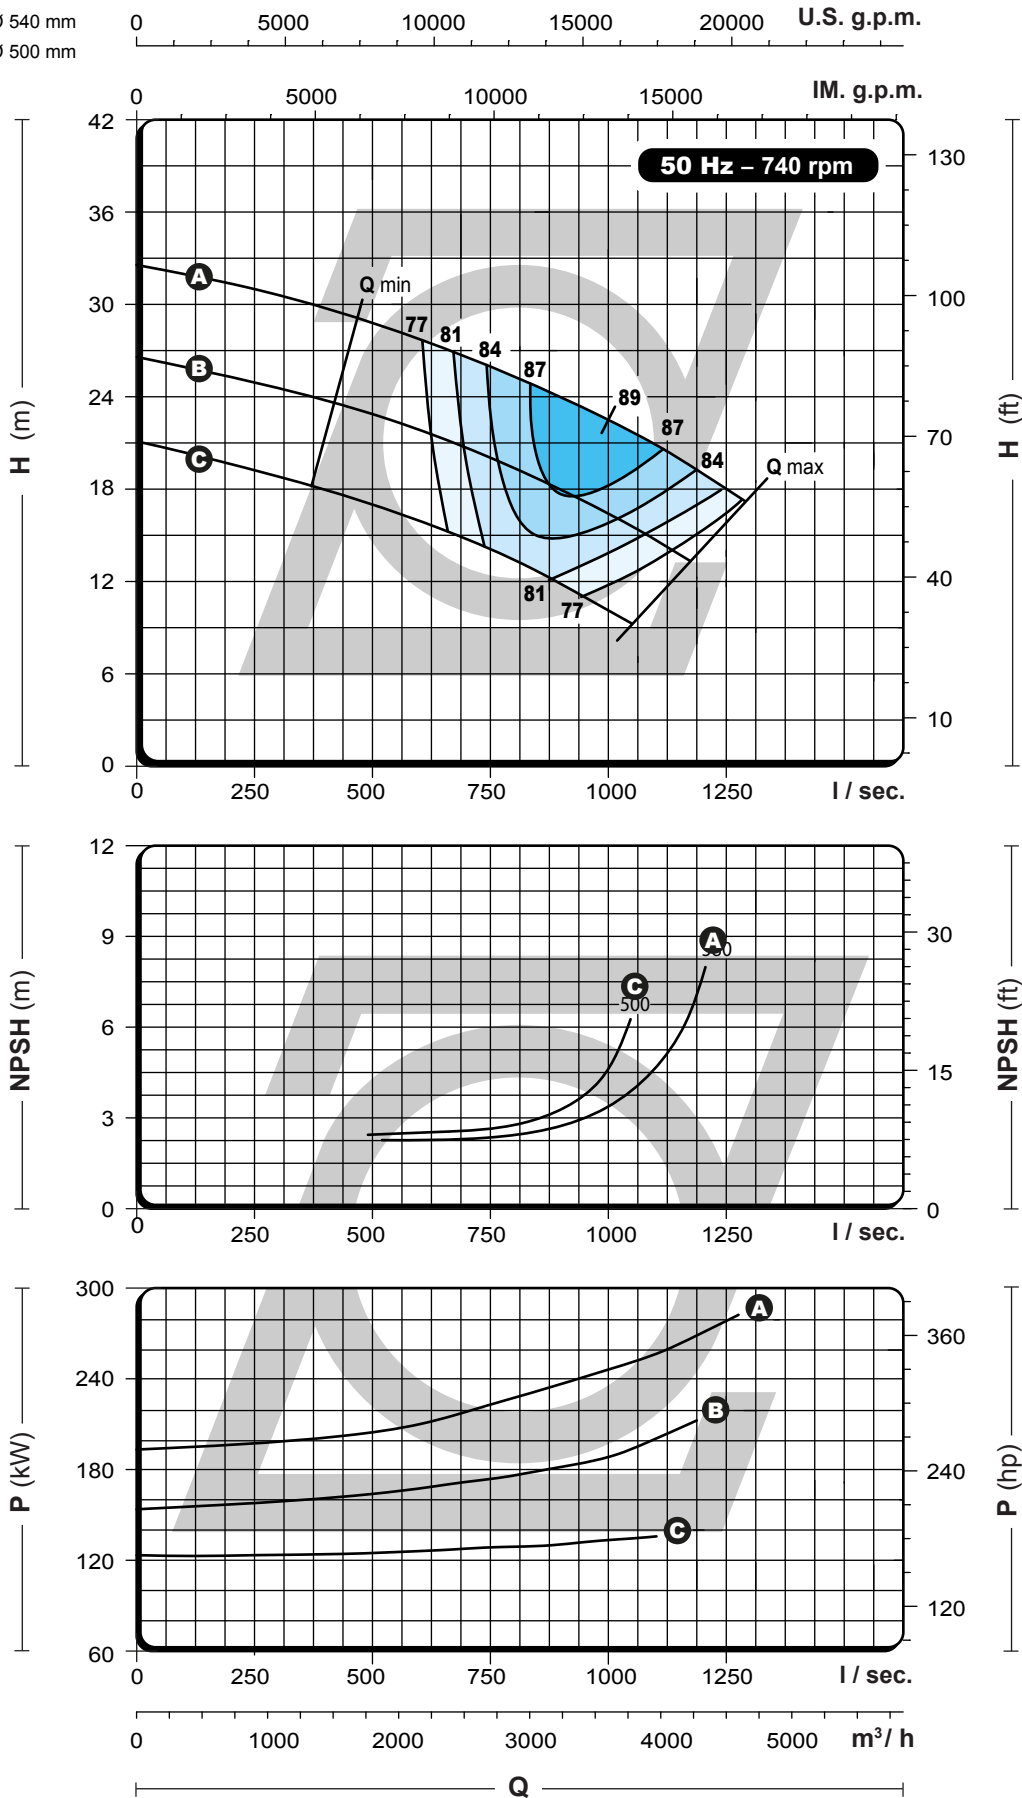 Ø 540 mm
Ø 500 mm
0 5000 10000 15000 20000 U.S. g.p.m.
0 5000 10000 15000 IM. g.p.m.
50 Hz – 740 rpm
42
36
30
24
18
12
6
0
H (m)
130
100
70
40
10
H (ft)
A
B
C
Q min
77
81
84
87
89
87
84
Q max
81
77
0 250 500 750 1000 1250 l / sec.
12
9
6
3
0
NPSH (m)
30
15
0
NPSH (ft)
A
C
500
0 250 500 750 1000 1250 l / sec.
300
240
180
120
60
P (kW)
360
240
120
P (hp)
A
B
C
0 250 500 750 1000 1250 l / sec.
0 1000 2000 3000 4000 5000 m³/ h
Q